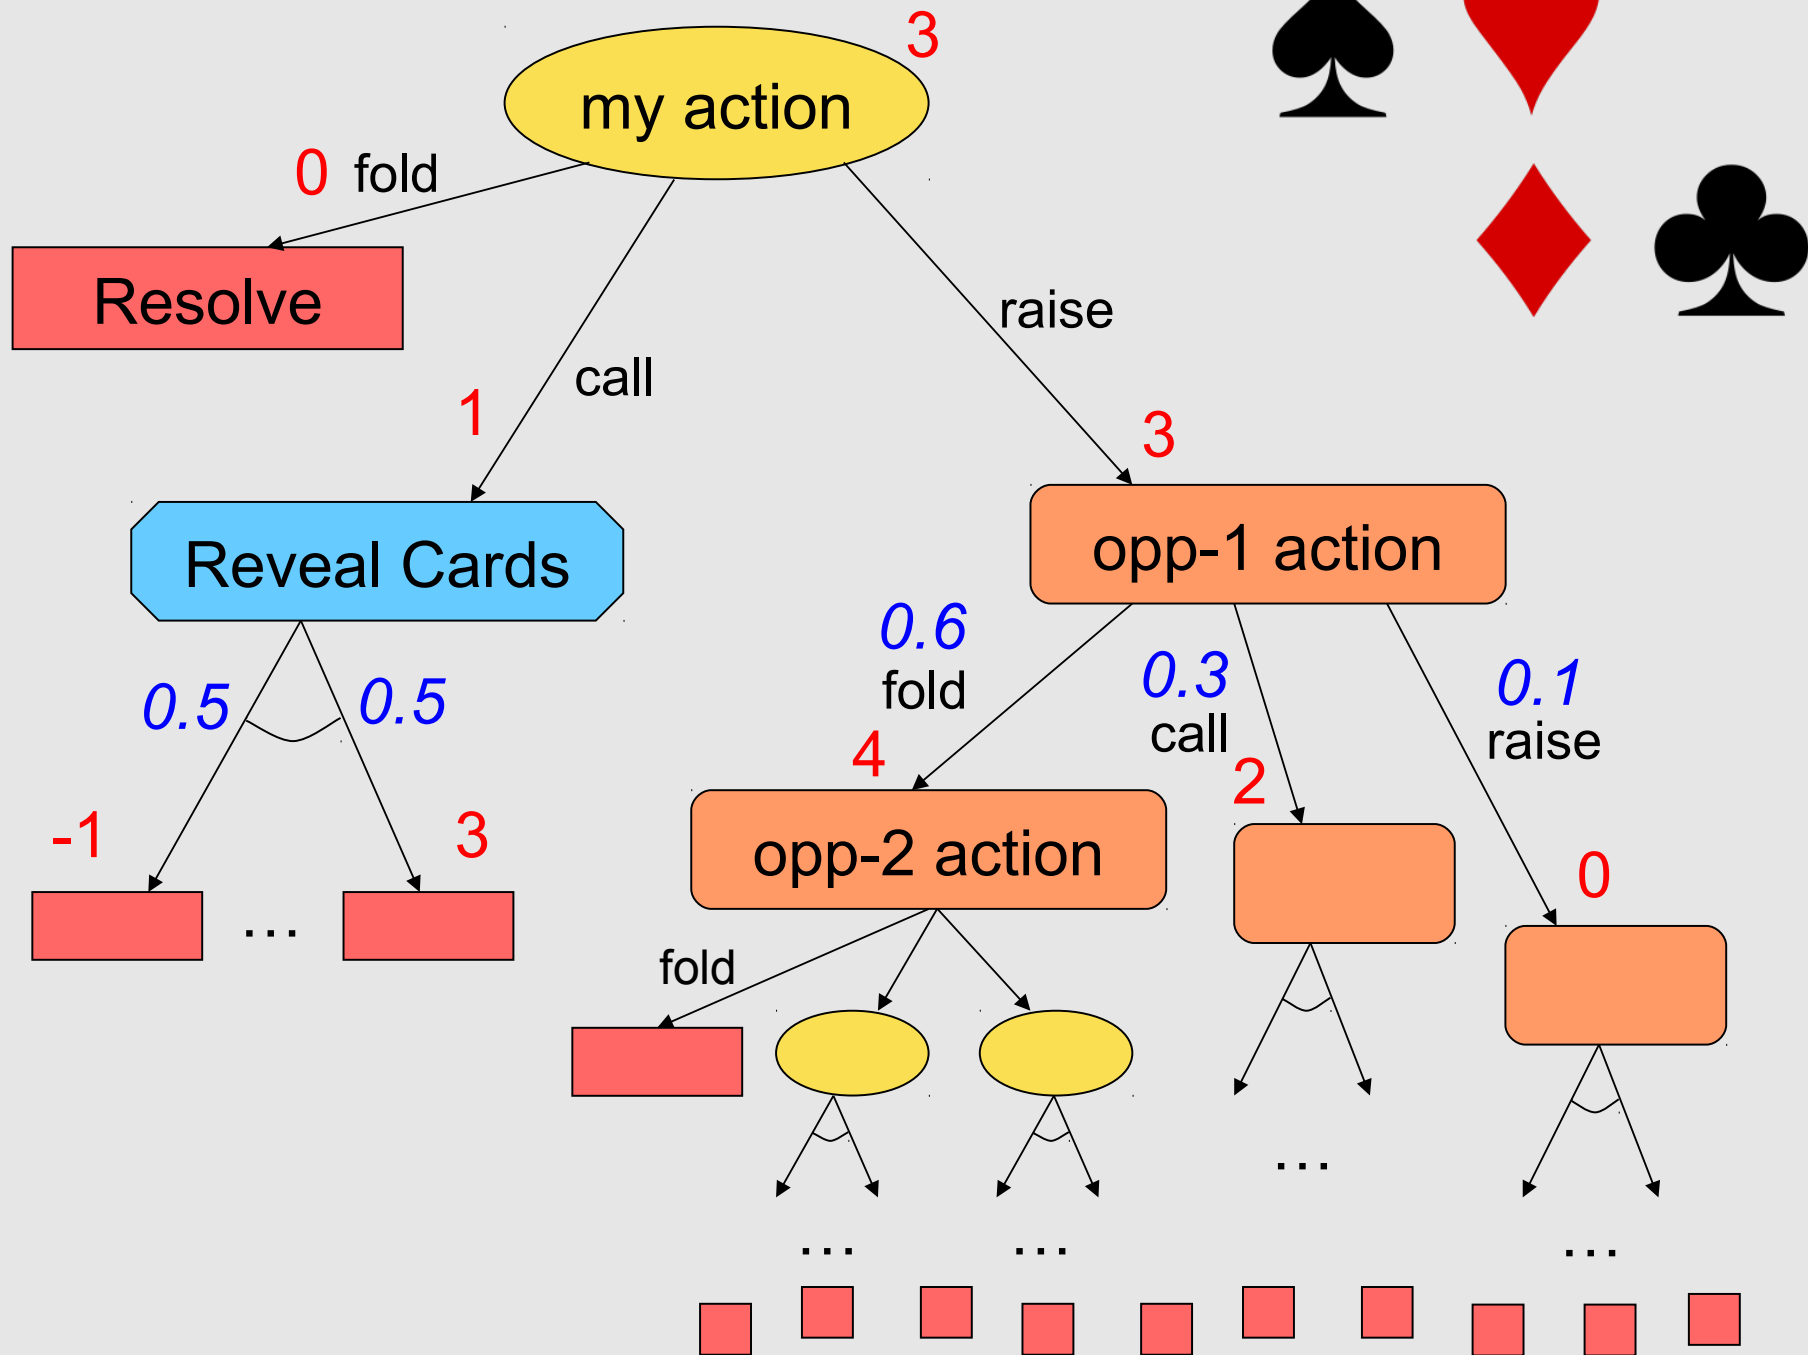 3
my action
0 fold
Resolve
raise
call
1
3
Reveal Cards
opp-1 action
0.6
fold
0.3
call
0.1
raise
0.5
0.5
4
2
-1
3
opp-2 action
0
...
fold
...
...
...
...